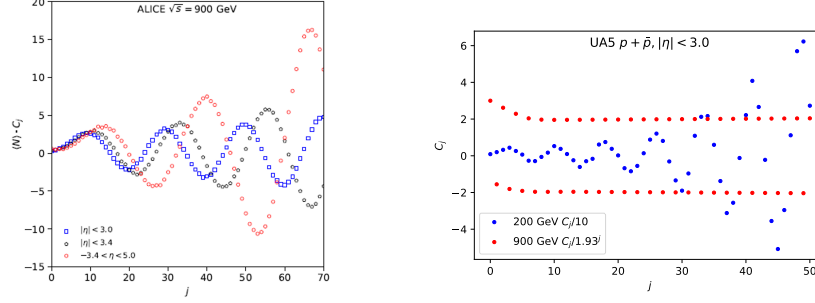 ALICE √s = 900 GeV
20
15
10
5
0
−5
−10
−15
⟨N⟩·C_j
|η| < 3.0
|η| < 3.4
−3.4 < η < 5.0
0 10 20 30 40 50 60 70
j
UA5 p + p̄, |η| < 3.0
6
4
2
0
−2
−4
C_j
200 GeV C_j/10
900 GeV C_j/1.93^j
0 10 20 30 40 50
j